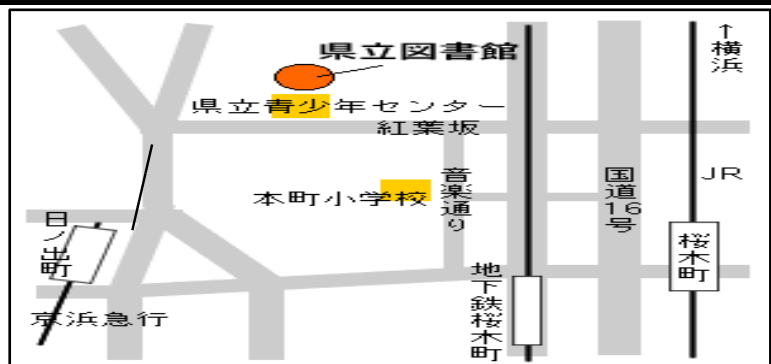 県立図書館
↑横浜
県立青少年センター
紅葉坂
音楽通り
国道16号
JR
本町小学校
日ノ出町
桜木町
地下鉄桜木町
京浜急行